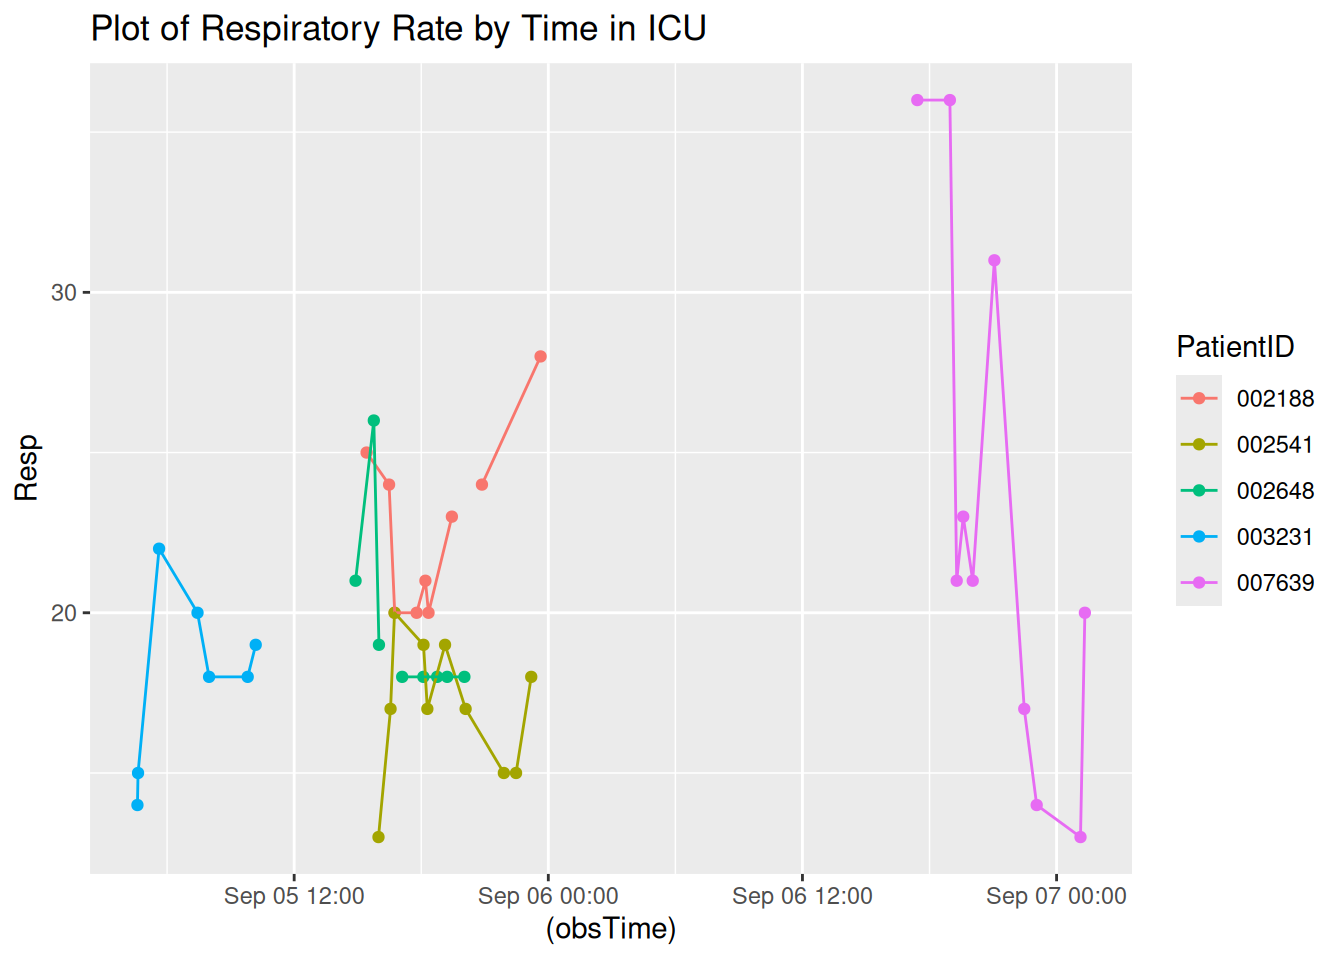 Plot of Respiratory Rate by Time in ICU
Resp
30
20
Sep 05 12:00
Sep 06 00:00
Sep 06 12:00
Sep 07 00:00
(obsTime)
PatientID
002188
002541
002648
003231
007639